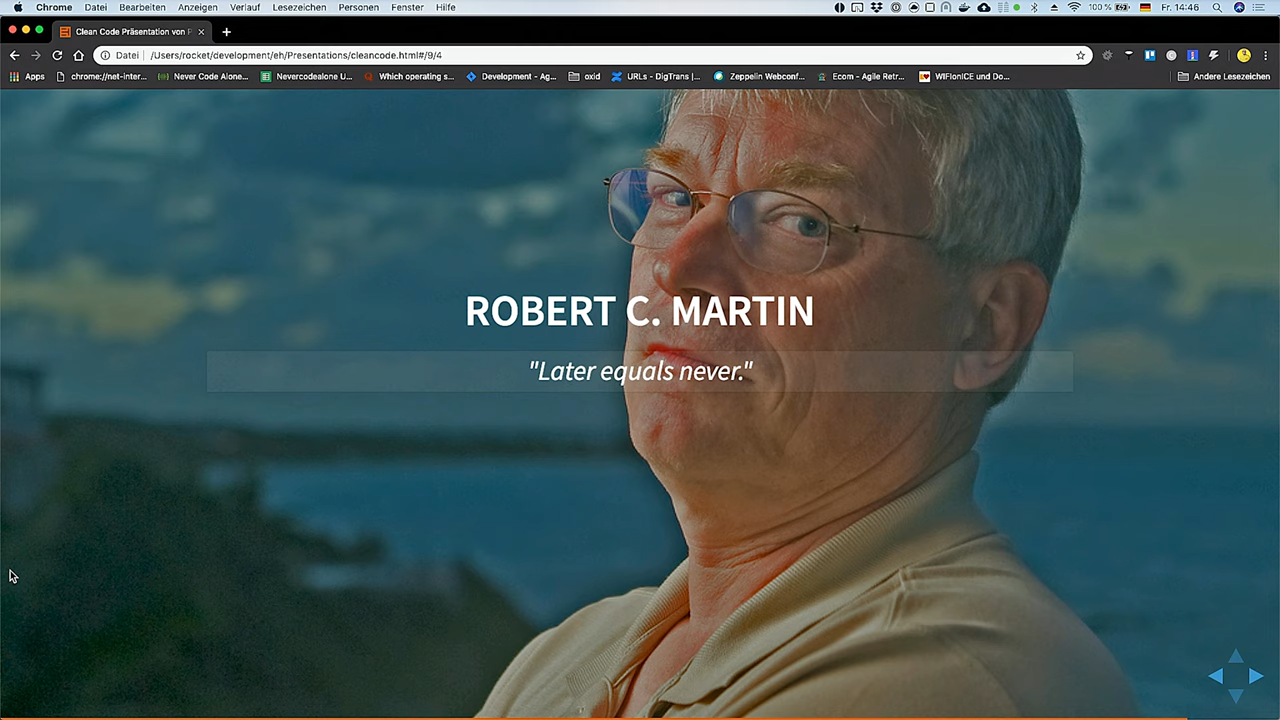 Chrome Datei Bearbeiten Anzeigen Verlauf Lesezeichen Personen Fenster Hilfe 100 % Fr. 14:46
Clean Code Präsentation von P
Datei /Users/rocket/development/eh/Presentations/cleancode.html#/9/4
Apps chrome://net-inter... Never Code Alone... Nevercodealone U... Which operating s... Development - Ag... oxid URLs - DigTrans |... Zeppelin Webconf... Ecom - Agile Retr... WIFIonICE und Do... Andere Lesezeichen
ROBERT C. MARTIN
"Later equals never."